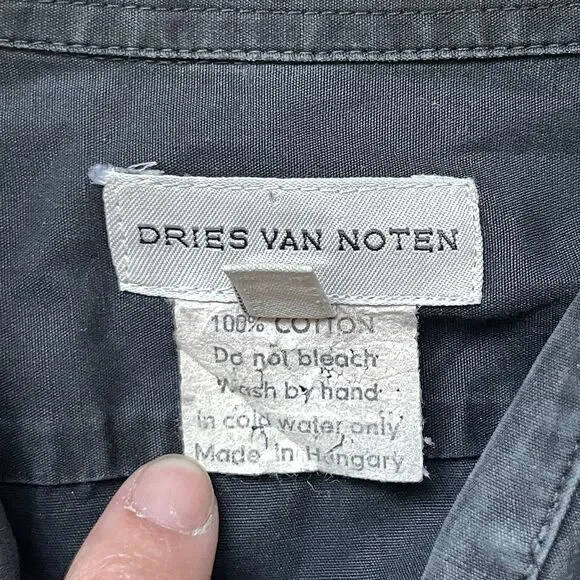 DRIES VAN NOTEN
100% COTTON
Do not bleach
Wash by hand
In cold water only
Made in Hungary